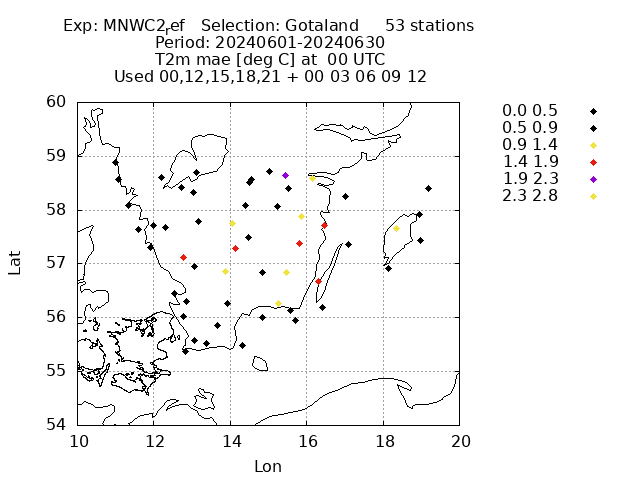 Exp: MNWC2ref   Selection: Gotaland     53 stations
Period: 20240601-20240630
T2m mae [deg C] at  00 UTC
Used 00,12,15,18,21 + 00 03 06 09 12
60
59
58
57
56
55
54
10 12 14 16 18 20
Lat
Lon
0.0 0.5
0.5 0.9
0.9 1.4
1.4 1.9
1.9 2.3
2.3 2.8